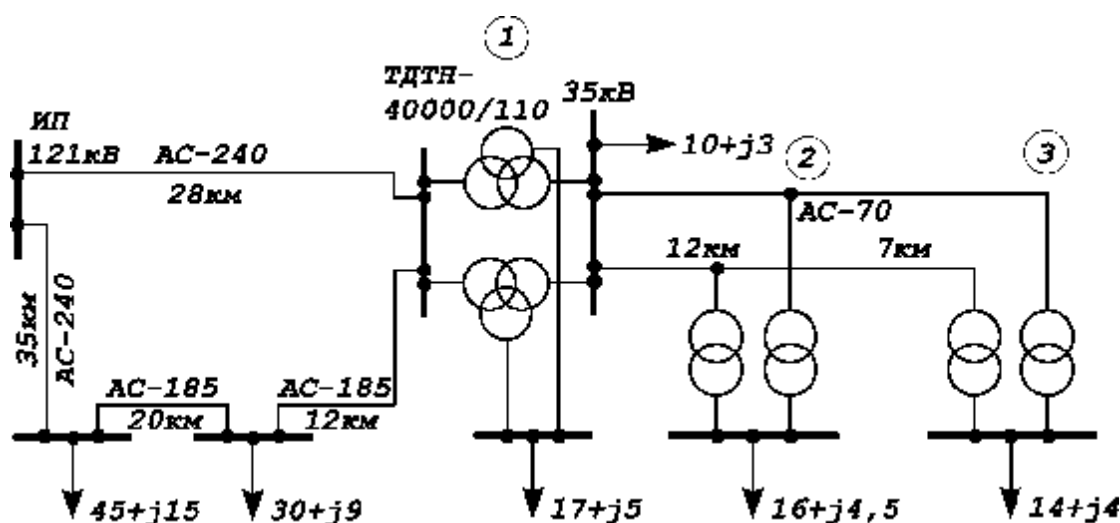 1
ТДТН-
40000/110
35кВ
ИП
121кВ
АС-240
28км
10+j3
2
3
АС-70
12км
7км
35км
АС-240
АС-185
20км
АС-185
12км
45+j15
30+j9
17+j5
16+j4,5
14+j4